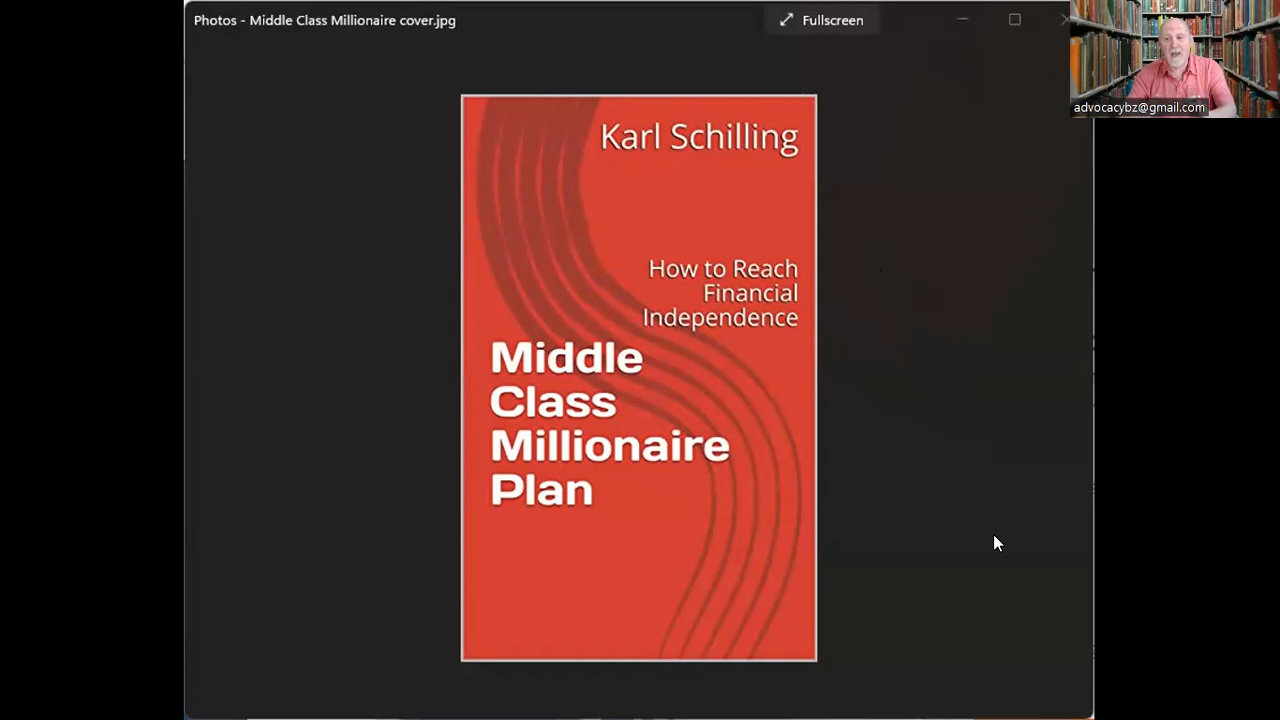 Photos - Middle Class Millionaire cover.jpg
Fullscreen
advocacybz@gmail.com
Karl Schilling
How to Reach
Financial
Independence
Middle
Class
Millionaire
Plan